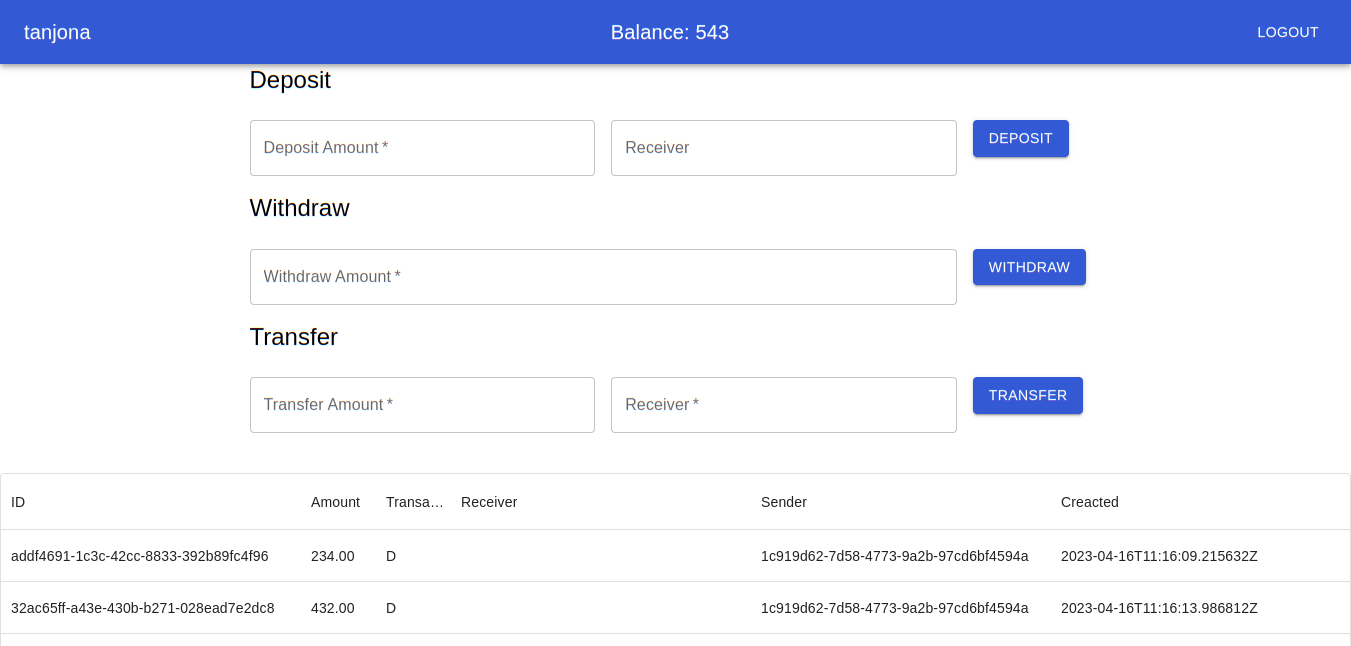 tanjona Balance: 543 LOGOUT
Deposit
Deposit Amount * Receiver DEPOSIT
Withdraw
Withdraw Amount * WITHDRAW
Transfer
Transfer Amount * Receiver * TRANSFER
ID Amount Transa... Receiver Sender Creacted
addf4691-1c3c-42cc-8833-392b89fc4f96 234.00 D 1c919d62-7d58-4773-9a2b-97cd6bf4594a 2023-04-16T11:16:09.215632Z
32ac65ff-a43e-430b-b271-028ead7e2dc8 432.00 D 1c919d62-7d58-4773-9a2b-97cd6bf4594a 2023-04-16T11:16:13.986812Z